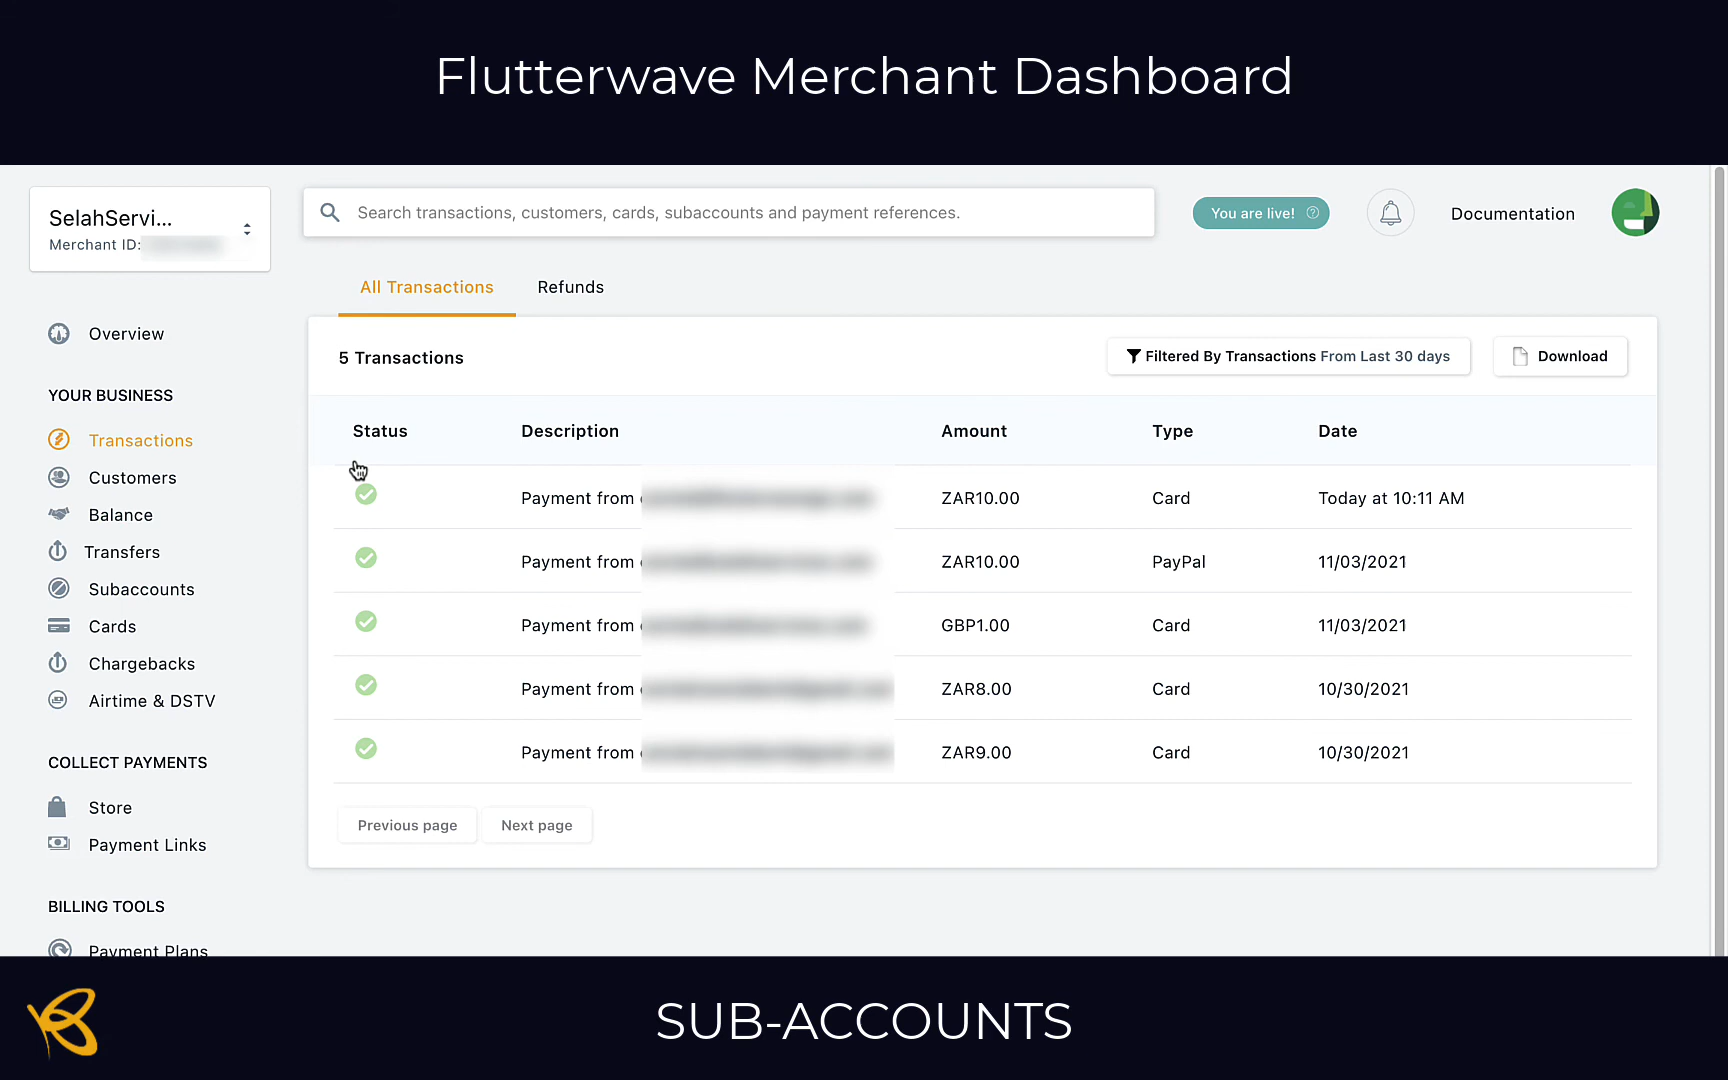 Flutterwave Merchant Dashboard
SelahServi...
Merchant ID:
Search transactions, customers, cards, subaccounts and payment references.
You are live!
Documentation
All Transactions
Refunds
Overview
5 Transactions
Filtered By Transactions From Last 30 days
Download
YOUR BUSINESS
Transactions
Customers
Balance
Transfers
Subaccounts
Cards
Chargebacks
Airtime & DSTV
COLLECT PAYMENTS
Store
Payment Links
BILLING TOOLS
Payment Plans
Status Description Amount Type Date
Payment from ZAR10.00 Card Today at 10:11 AM
Payment from ZAR10.00 PayPal 11/03/2021
Payment from GBP1.00 Card 11/03/2021
Payment from ZAR8.00 Card 10/30/2021
Payment from ZAR9.00 Card 10/30/2021
Previous page
Next page
SUB-ACCOUNTS